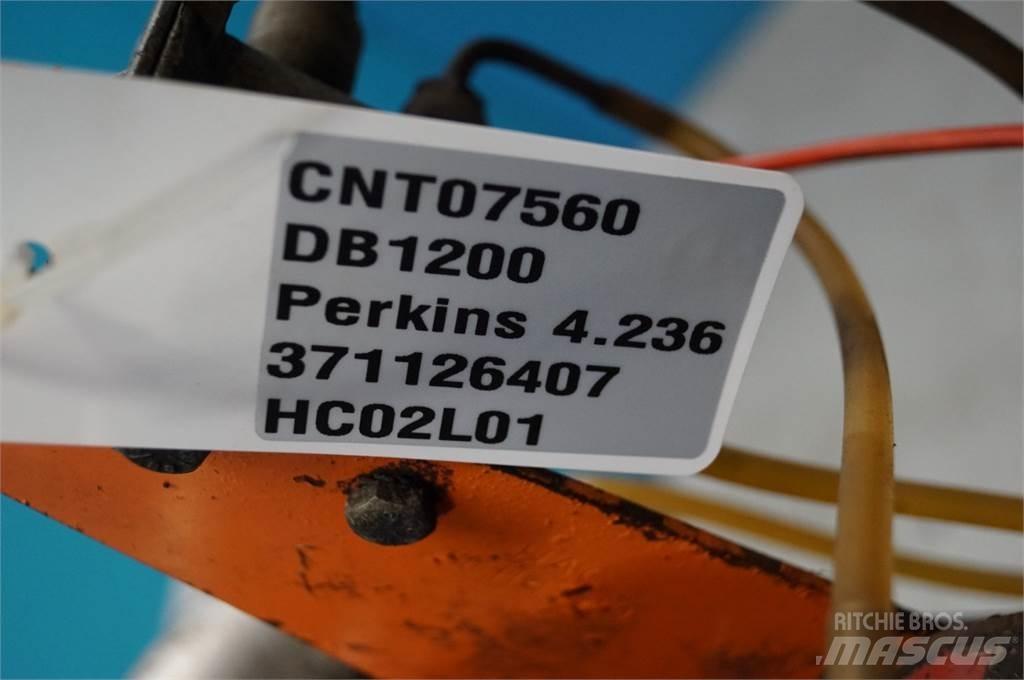 CNT07560
DB1200
Perkins 4.236
371126407
HC02L01
RITCHIE BROS.
MASCUS